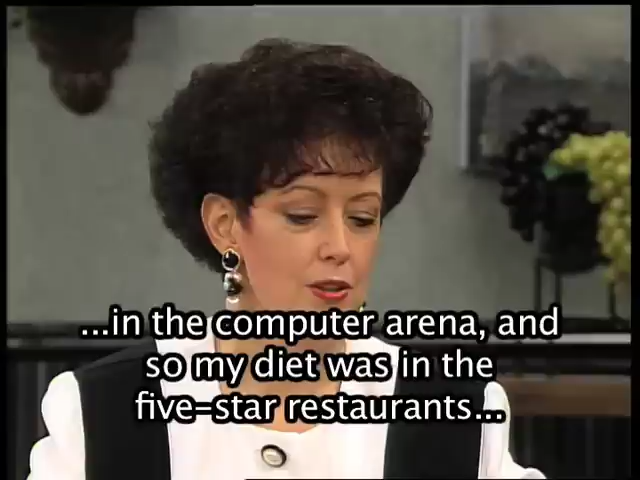 ...in the computer arena, and
so my diet was in the
five-star restaurants...